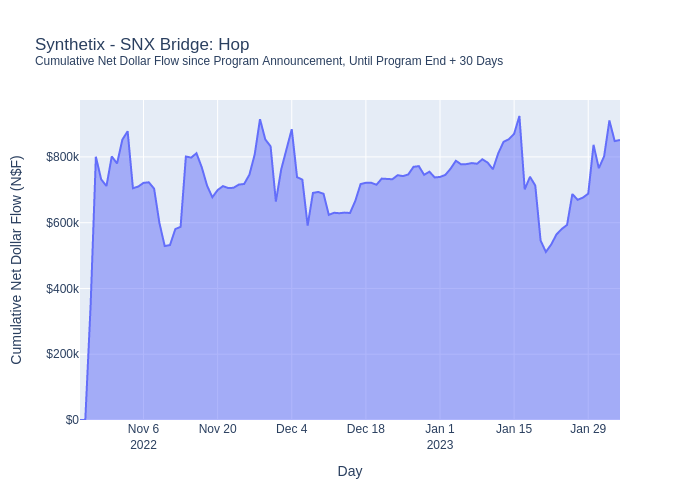 Synthetix - SNX Bridge: Hop
Cumulative Net Dollar Flow since Program Announcement, Until Program End + 30 Days
Cumulative Net Dollar Flow (N$F)
$800k
$600k
$400k
$200k
$0
Nov 6
2022
Nov 20
Dec 4
Dec 18
Jan 1
2023
Jan 15
Jan 29
Day